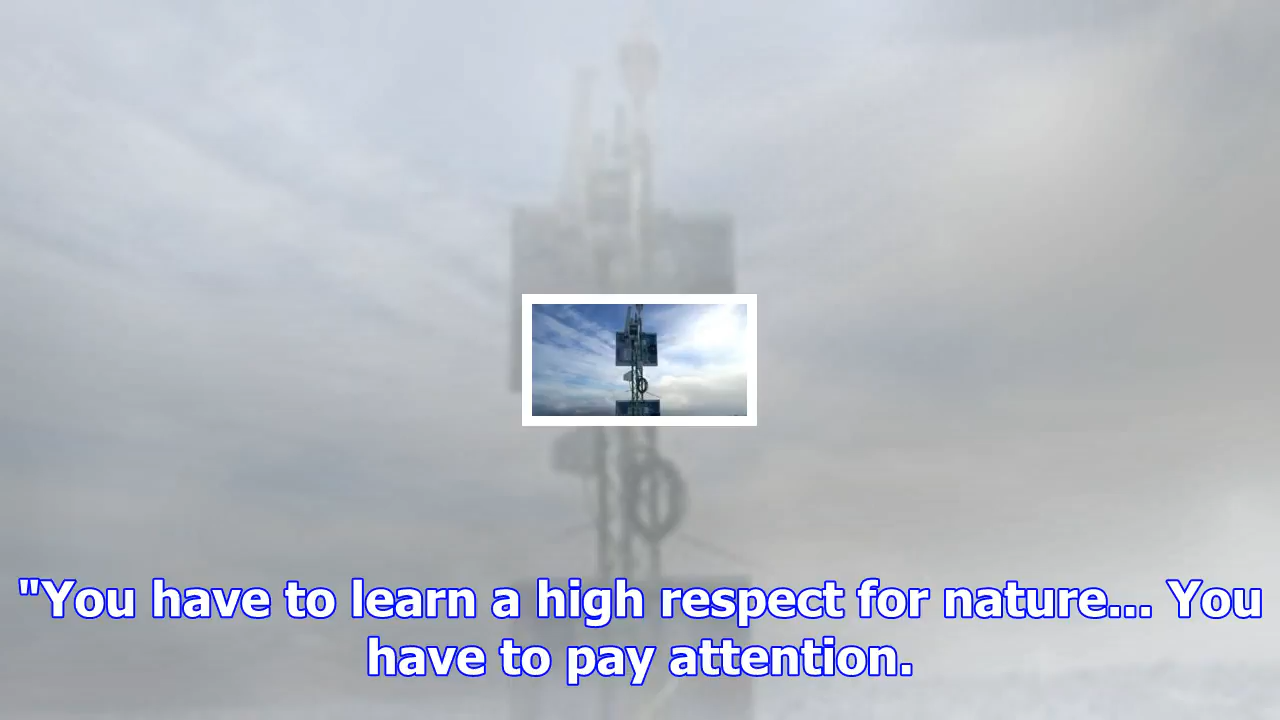 "You have to learn a high respect for nature... You
have to pay attention.